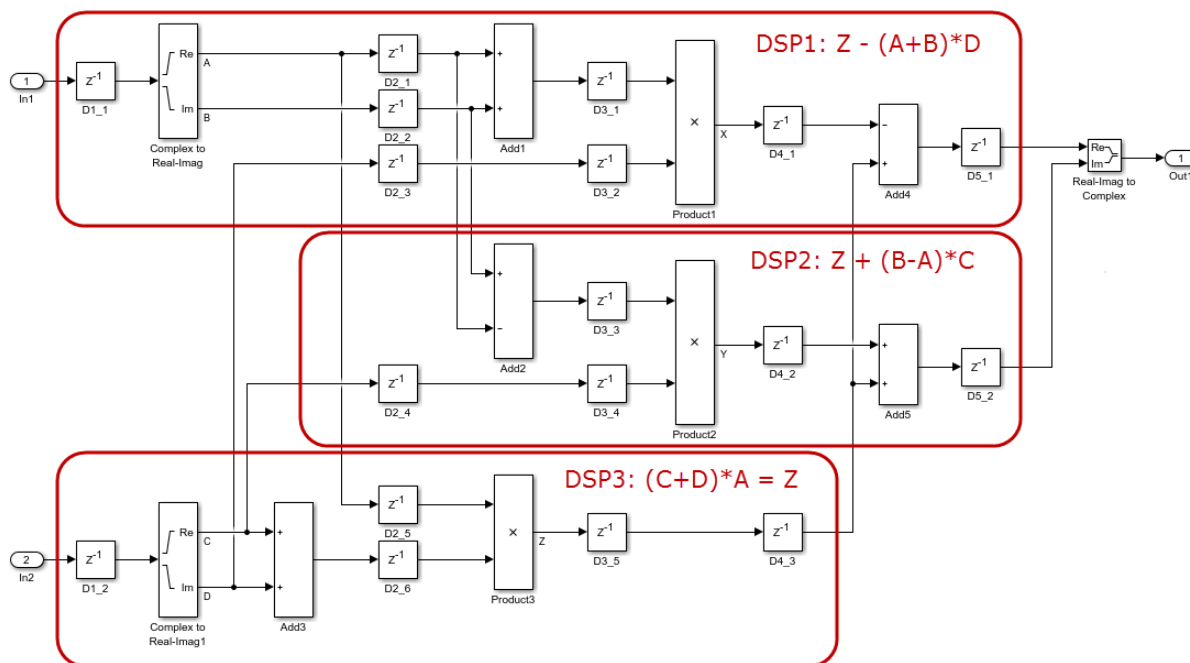 DSP1: Z - (A+B)*D
1
In1
z-1
D1_1
Re
Im
A
B
Complex to
Real-Imag
z-1
D2_1
z-1
D2_2
z-1
D2_3
+
+
Add1
z-1
D3_1
z-1
D3_2
×
X
Product1
z-1
D4_1
−
+
Add4
z-1
D5_1
Re
Im
Real-Imag to
Complex
1
Out1
DSP2: Z + (B-A)*C
+
−
Add2
z-1
D3_3
z-1
D2_4
z-1
D3_4
×
Y
Product2
z-1
D4_2
+
+
Add5
z-1
D5_2
DSP3: (C+D)*A = Z
2
In2
z-1
D1_2
Re
Im
C
D
Complex to
Real-Imag1
+
+
Add3
z-1
D2_5
z-1
D2_6
×
Z
Product3
z-1
D3_5
z-1
D4_3